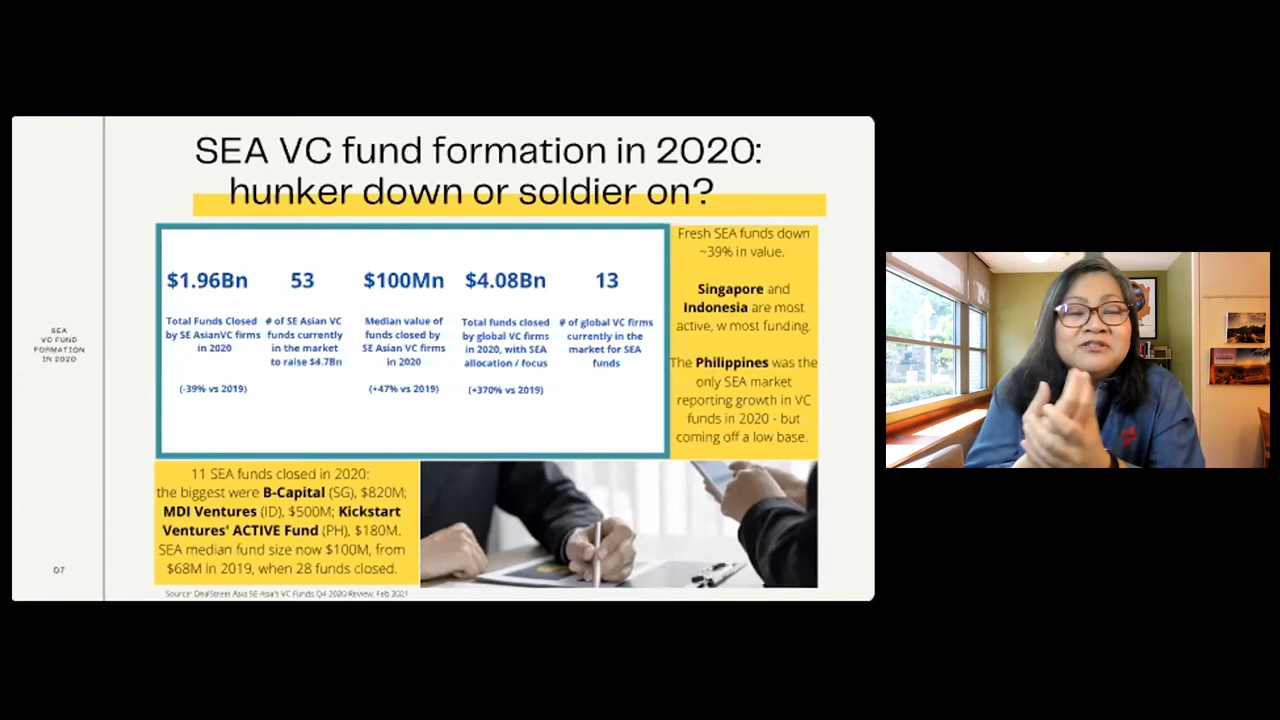 SEA VC fund formation in 2020:
hunker down or soldier on?
SEA
VC FUND
FORMATION
IN 2020
07
$1.96Bn
Total Funds Closed
by SE AsianVC firms
in 2020
(-39% vs 2019)
53
# of SE Asian VC
funds currently
in the market
to raise $4.7Bn
$100Mn
Median value of
funds closed by
SE Asian VC firms
in 2020
(+47% vs 2019)
$4.08Bn
Total funds closed
by global VC firms
in 2020, with SEA
allocation / focus
(+370% vs 2019)
13
# of global VC firms
currently in the
market for SEA
funds
Fresh SEA funds down
~39% in value.
Singapore and
Indonesia are most
active, w most funding.
The Philippines was the
only SEA market
reporting growth in VC
funds in 2020 - but
coming off a low base.
11 SEA funds closed in 2020:
the biggest were B-Capital (SG), $820M;
MDI Ventures (ID), $500M; Kickstart
Ventures' ACTIVE Fund (PH), $180M.
SEA median fund size now $100M, from
$68M in 2019, when 28 funds closed.
Source: DealStreet Asia SE Asia's VC Funds Q4 2020 Review, Feb 2021